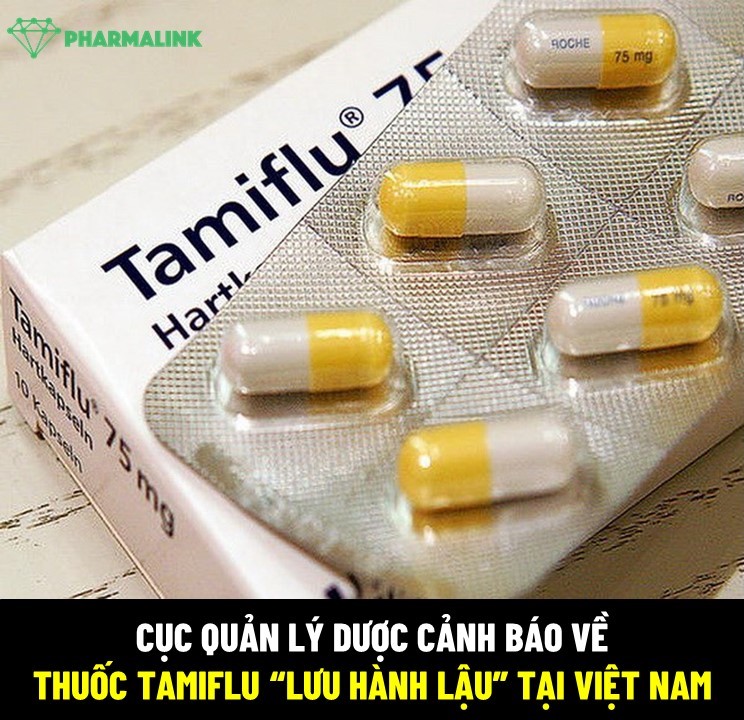 PHARMALINK
Tamiflu® 75
Hartk
Tamiflu® 75 mg
Hartkapseln
10 Kapseln
ROCHE 75 mg
75 mg
CỤC QUẢN LÝ DƯỢC CẢNH BÁO VỀ
THUỐC TAMIFLU “LƯU HÀNH LẬU” TẠI VIỆT NAM